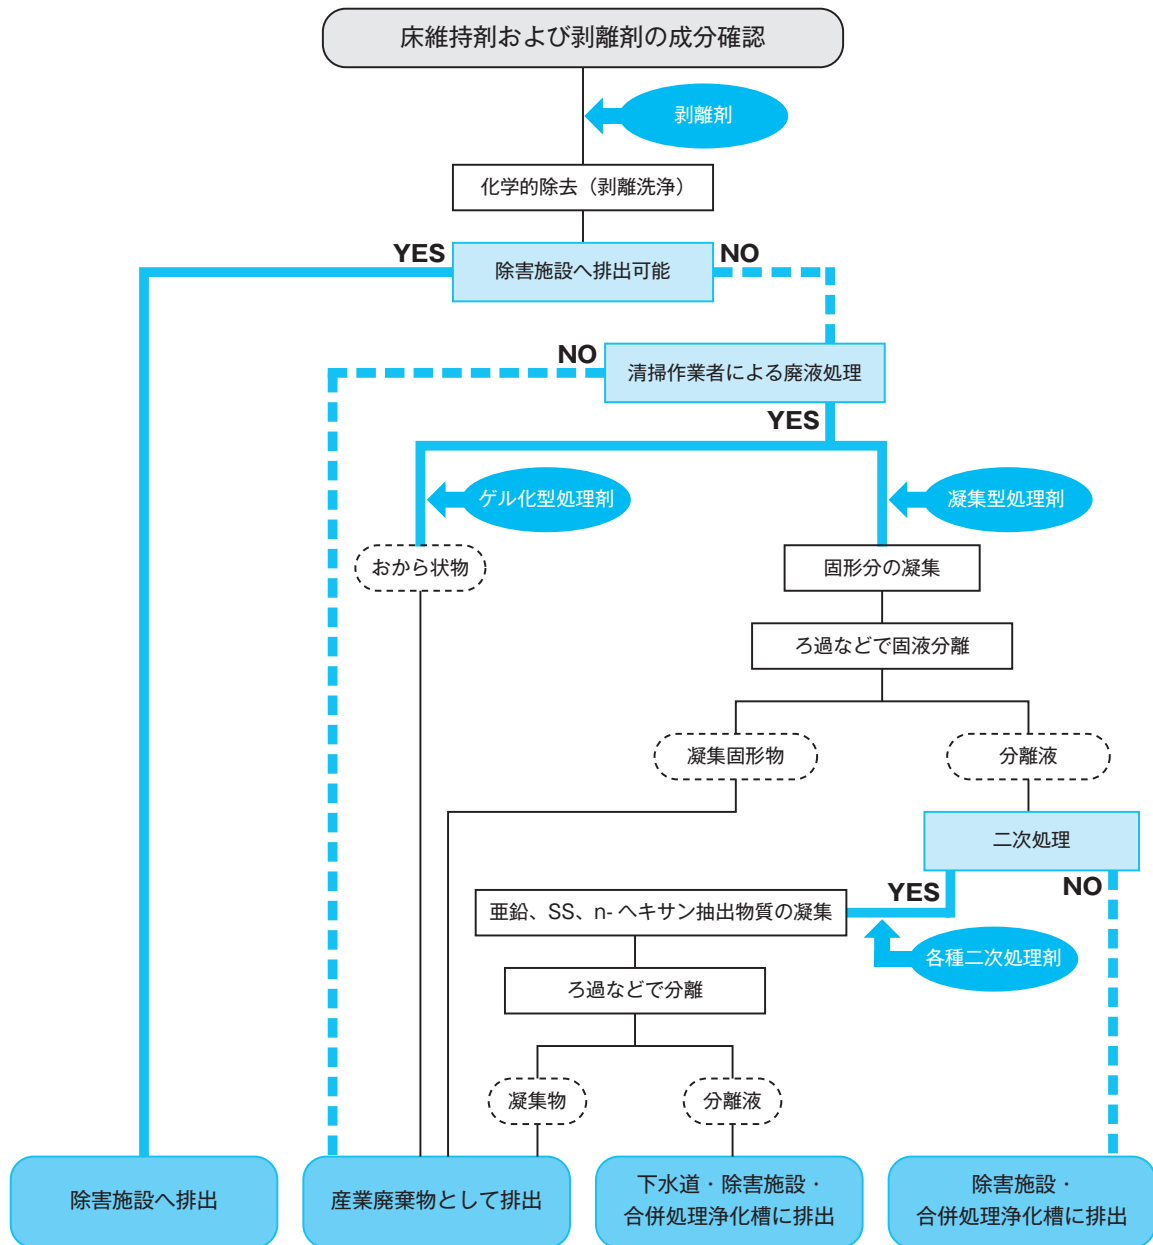 床維持剤および剥離剤の成分確認
剥離剤
化学的除去（剥離洗浄）
YES
NO
除害施設へ排出可能
NO
清掃作業者による廃液処理
YES
ゲル化型処理剤
凝集型処理剤
おから状物
固形分の凝集
ろ過などで固液分離
凝集固形物
分離液
二次処理
YES
NO
亜鉛、SS、n-ヘキサン抽出物質の凝集
各種二次処理剤
ろ過などで分離
凝集物
分離液
除害施設へ排出
産業廃棄物として排出
下水道・除害施設・
合併処理浄化槽に排出
除害施設・
合併処理浄化槽に排出